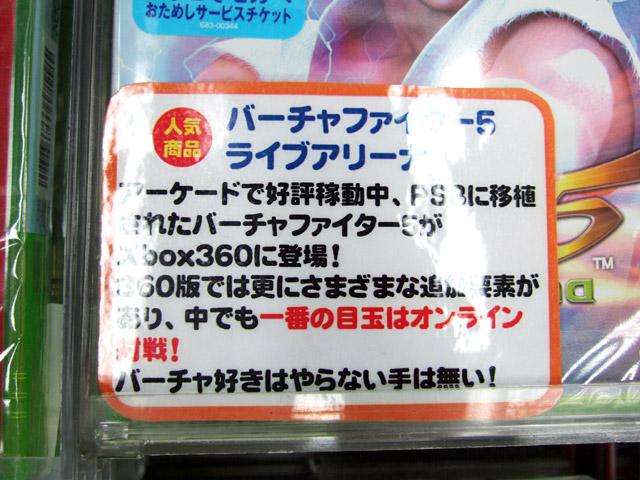 おためしサービスチケット
683-00344
人気
商品
バーチャファイター5
ライブアリーナ
アーケードで好評稼動中、PS3に移植
されたバーチャファイター5が
Xbox360に登場!
360版では更にさまざまな追加要素が
あり、中でも一番の目玉はオンライン
対戦!
バーチャ好きはやらない手は無い!
5
TM